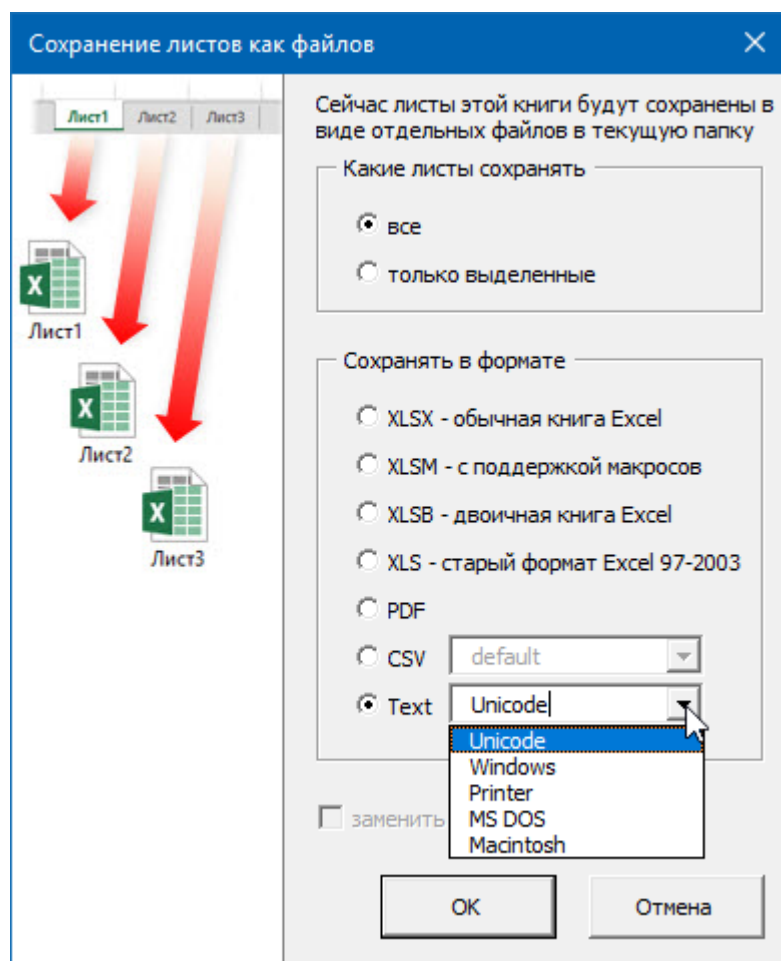 Сохранение листов как файлов
Лист1 Лист2 Лист3
Лист1
Лист2
Лист3
Сейчас листы этой книги будут сохранены в
виде отдельных файлов в текущую папку
Какие листы сохранять
все
только выделенные
Сохранять в формате
XLSX - обычная книга Excel
XLSM - с поддержкой макросов
XLSB - двоичная книга Excel
XLS - старый формат Excel 97-2003
PDF
CSV default
Text Unicode
Unicode
Windows
Printer
MS DOS
Macintosh
заменить
OK Отмена